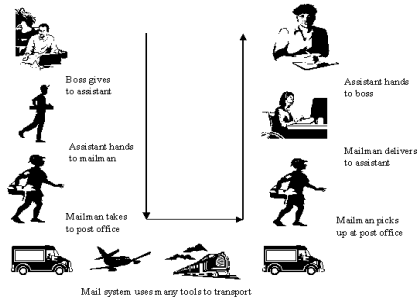 Boss gives
to assistant
Assistant hands
to mailman
Mailman takes
to post office
Assistant hands
to boss
Mailman delivers
to assistant
Mailman picks
up at post office
Mail system uses many tools to transport